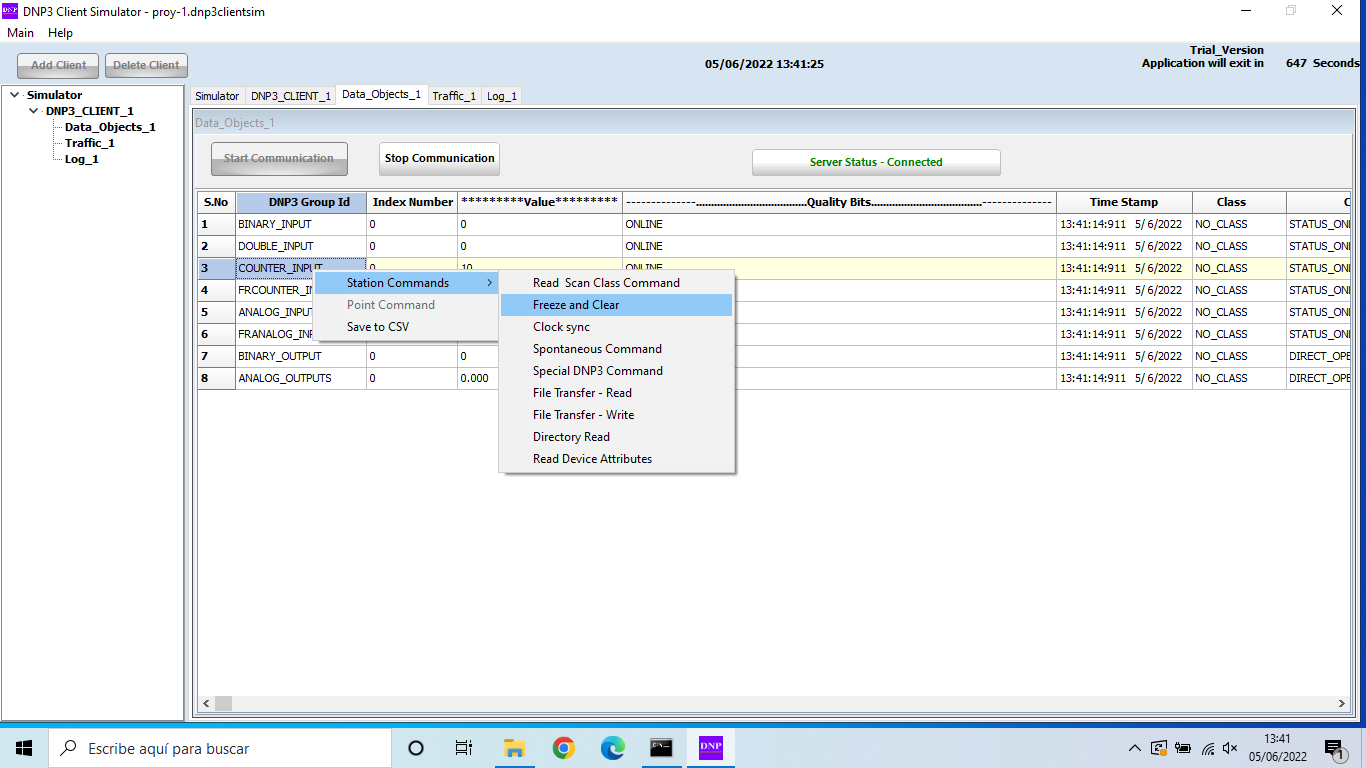 DNP3 Client Simulator - proy-1.dnp3clientsim
Main Help
Add Client Delete Client
05/06/2022 13:41:25
Trial_Version
Application will exit in 647 Seconds
Simulator
DNP3_CLIENT_1
Data_Objects_1
Traffic_1
Log_1
Simulator DNP3_CLIENT_1 Data_Objects_1 Traffic_1 Log_1
Data_Objects_1
Start Communication Stop Communication Server Status - Connected
S.No DNP3 Group Id Index Number *********Value********* --------------.......................................Quality Bits.......................................-------------- Time Stamp Class
1 BINARY_INPUT 0 0 ONLINE 13:41:14:911 5/ 6/2022 NO_CLASS STATUS_ONL
2 DOUBLE_INPUT 0 0 ONLINE 13:41:14:911 5/ 6/2022 NO_CLASS STATUS_ONL
3 COUNTER_INPUT 0 10 ONLINE 13:41:14:911 5/ 6/2022 NO_CLASS STATUS_ONL
4 FRCOUNTER_IN 13:41:14:911 5/ 6/2022 NO_CLASS STATUS_ONL
5 ANALOG_INPUT 13:41:14:911 5/ 6/2022 NO_CLASS STATUS_ONL
6 FRANALOG_INP 13:41:14:911 5/ 6/2022 NO_CLASS STATUS_ONL
7 BINARY_OUTPUT 0 0 13:41:14:911 5/ 6/2022 NO_CLASS DIRECT_OPE
8 ANALOG_OUTPUTS 0 0.000 13:41:14:911 5/ 6/2022 NO_CLASS DIRECT_OPE
Station Commands
Point Command
Save to CSV
Read Scan Class Command
Freeze and Clear
Clock sync
Spontaneous Command
Special DNP3 Command
File Transfer - Read
File Transfer - Write
Directory Read
Read Device Attributes
Escribe aquí para buscar
DNP
13:41
05/06/2022
1